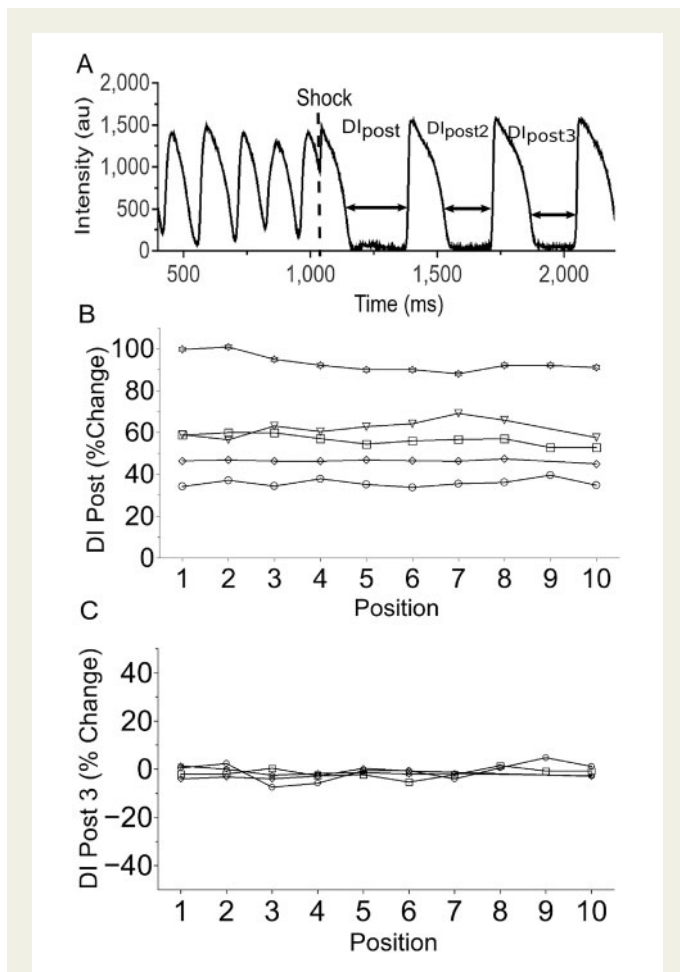 A
2,000
Shock
1,500
DIpost DIpost2 DIpost3
1,000
500
0
Intensity (au)
500 1,000 1,500 2,000
Time (ms)
B
100
80
60
40
20
0
DI Post (%Change)
1 2 3 4 5 6 7 8 9 10
Position
C
40
20
0
−20
−40
DI Post 3 (% Change)
1 2 3 4 5 6 7 8 9 10
Position